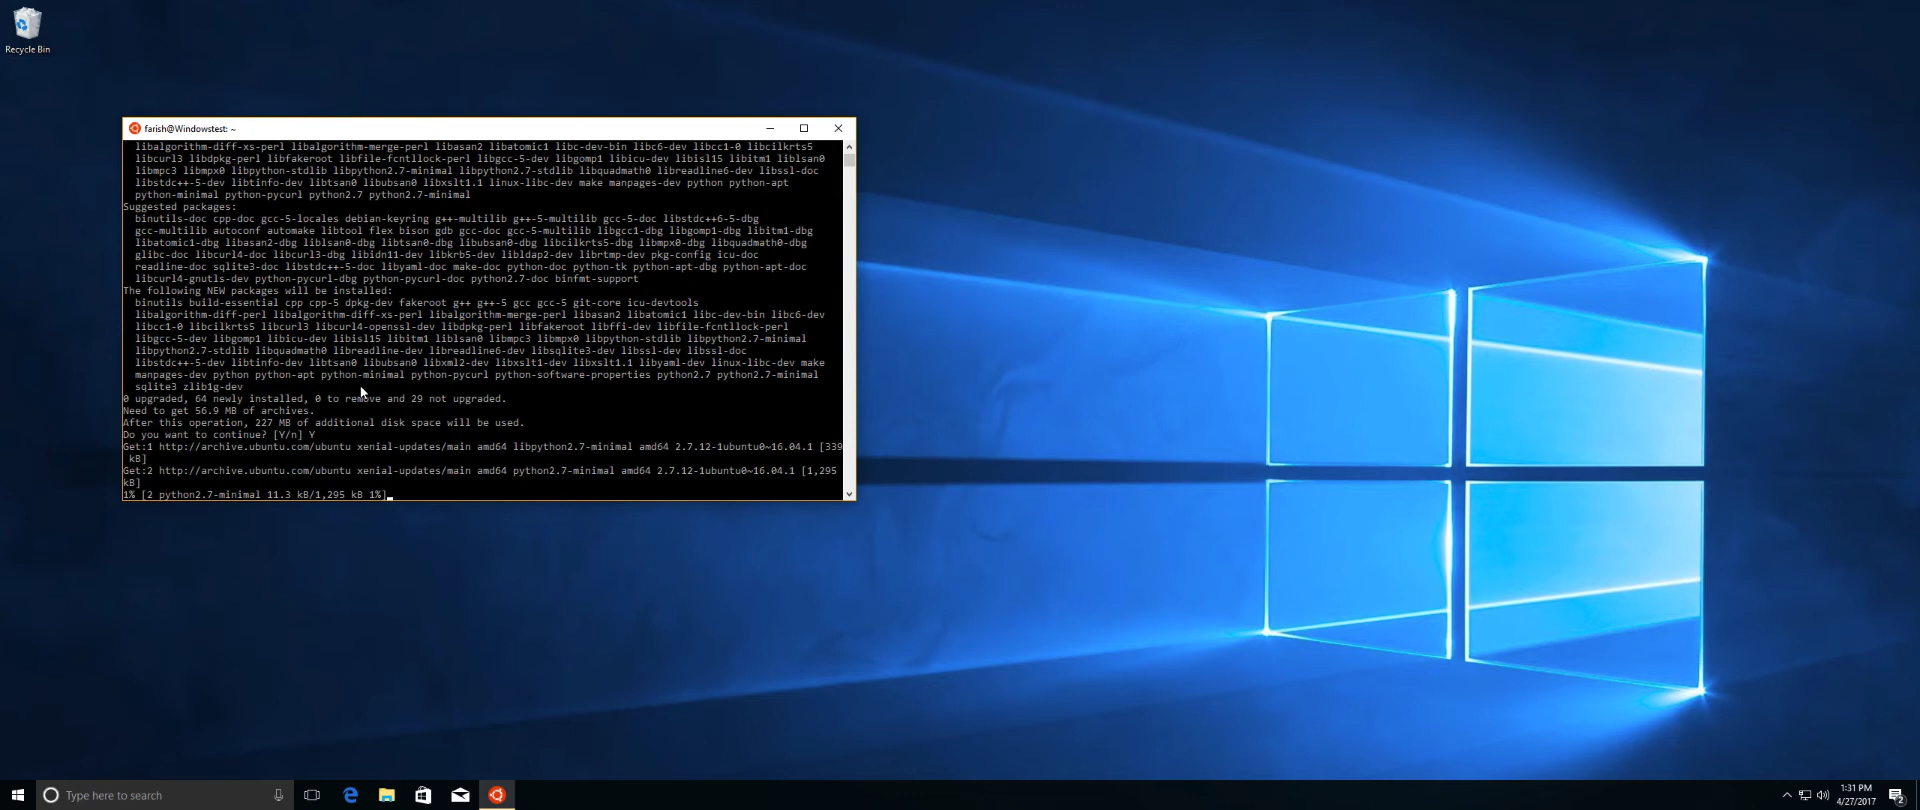 Recycle Bin
farish@Windowstest: ~
libalgorithm-diff-xs-perl libalgorithm-merge-perl libasan2 libatomic1 libc-dev-bin libc6-dev libcc1-0 libcilkrts5
libcurl3 libdpkg-perl libfakeroot libfile-fcntllock-perl libgcc-5-dev libgomp1 libicu-dev libisl15 libitm1 liblsan0
libmpc3 libmpx0 libpython-stdlib libpython2.7-minimal libpython2.7-stdlib libquadmath0 libreadline6-dev libssl-doc
libstdc++-5-dev libtinfo-dev libtsan0 libubsan0 libxslt1.1 linux-libc-dev make manpages-dev python python-apt
python-minimal python-pycurl python2.7 python2.7-minimal
Suggested packages:
binutils-doc cpp-doc gcc-5-locales debian-keyring g++-multilib g++-5-multilib gcc-5-doc libstdc++6-5-dbg
gcc-multilib autoconf automake libtool flex bison gdb gcc-doc gcc-5-multilib libgcc1-dbg libgomp1-dbg libitm1-dbg
libatomic1-dbg libasan2-dbg liblsan0-dbg libtsan0-dbg libubsan0-dbg libcilkrts5-dbg libmpx0-dbg libquadmath0-dbg
glibc-doc libcurl4-doc libcurl3-dbg libidn11-dev libkrb5-dev libldap2-dev librtmp-dev pkg-config icu-doc
readline-doc sqlite3-doc libstdc++-5-doc libyaml-doc make-doc python-doc python-tk python-apt-dbg python-apt-doc
libcurl4-gnutls-dev python-pycurl-dbg python-pycurl-doc python2.7-doc binfmt-support
The following NEW packages will be installed:
binutils build-essential cpp cpp-5 dpkg-dev fakeroot g++ g++-5 gcc gcc-5 git-core icu-devtools
libalgorithm-diff-perl libalgorithm-diff-xs-perl libalgorithm-merge-perl libasan2 libatomic1 libc-dev-bin libc6-dev
libcc1-0 libcilkrts5 libcurl3 libcurl4-openssl-dev libdpkg-perl libfakeroot libffi-dev libfile-fcntllock-perl
libgcc-5-dev libgomp1 libicu-dev libisl15 libitm1 liblsan0 libmpc3 libmpx0 libpython-stdlib libpython2.7-minimal
libpython2.7-stdlib libquadmath0 libreadline-dev libreadline6-dev libsqlite3-dev libssl-dev libssl-doc
libstdc++-5-dev libtinfo-dev libtsan0 libubsan0 libxml2-dev libxslt1-dev libxslt1.1 libyaml-dev linux-libc-dev make
manpages-dev python python-apt python-minimal python-pycurl python-software-properties python2.7 python2.7-minimal
sqlite3 zlib1g-dev
0 upgraded, 64 newly installed, 0 to remove and 29 not upgraded.
Need to get 56.9 MB of archives.
After this operation, 227 MB of additional disk space will be used.
Do you want to continue? [Y/n] Y
Get:1 http://archive.ubuntu.com/ubuntu xenial-updates/main amd64 libpython2.7-minimal amd64 2.7.12-1ubuntu0~16.04.1 [339
kB]
Get:2 http://archive.ubuntu.com/ubuntu xenial-updates/main amd64 python2.7-minimal amd64 2.7.12-1ubuntu0~16.04.1 [1,295
kB]
1% [2 python2.7-minimal 11.3 kB/1,295 kB 1%]
Type here to search
1:31 PM
4/27/2017
2